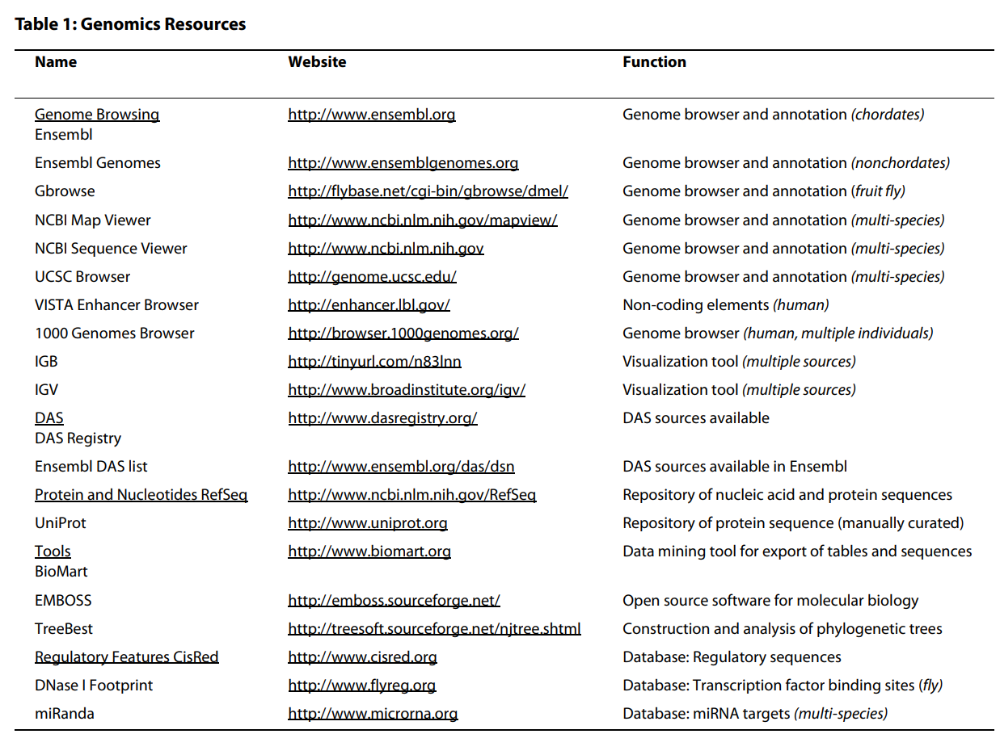 Table 1: Genomics Resources
Name Website Function
Genome Browsing http://www.ensembl.org Genome browser and annotation (chordates)
Ensembl
Ensembl Genomes http://www.ensemblgenomes.org Genome browser and annotation (nonchordates)
Gbrowse http://flybase.net/cgi-bin/gbrowse/dmel/ Genome browser and annotation (fruit fly)
NCBI Map Viewer http://www.ncbi.nlm.nih.gov/mapview/ Genome browser and annotation (multi-species)
NCBI Sequence Viewer http://www.ncbi.nlm.nih.gov Genome browser and annotation (multi-species)
UCSC Browser http://genome.ucsc.edu/ Genome browser and annotation (multi-species)
VISTA Enhancer Browser http://enhancer.lbl.gov/ Non-coding elements (human)
1000 Genomes Browser http://browser.1000genomes.org/ Genome browser (human, multiple individuals)
IGB http://tinyurl.com/n83lnn Visualization tool (multiple sources)
IGV http://www.broadinstitute.org/igv/ Visualization tool (multiple sources)
DAS http://www.dasregistry.org/ DAS sources available
DAS Registry
Ensembl DAS list http://www.ensembl.org/das/dsn DAS sources available in Ensembl
Protein and Nucleotides RefSeq http://www.ncbi.nlm.nih.gov/RefSeq Repository of nucleic acid and protein sequences
UniProt http://www.uniprot.org Repository of protein sequence (manually curated)
Tools http://www.biomart.org Data mining tool for export of tables and sequences
BioMart
EMBOSS http://emboss.sourceforge.net/ Open source software for molecular biology
TreeBest http://treesoft.sourceforge.net/njtree.shtml Construction and analysis of phylogenetic trees
Regulatory Features CisRed http://www.cisred.org Database: Regulatory sequences
DNase I Footprint http://www.flyreg.org Database: Transcription factor binding sites (fly)
miRanda http://www.microrna.org Database: miRNA targets (multi-species)